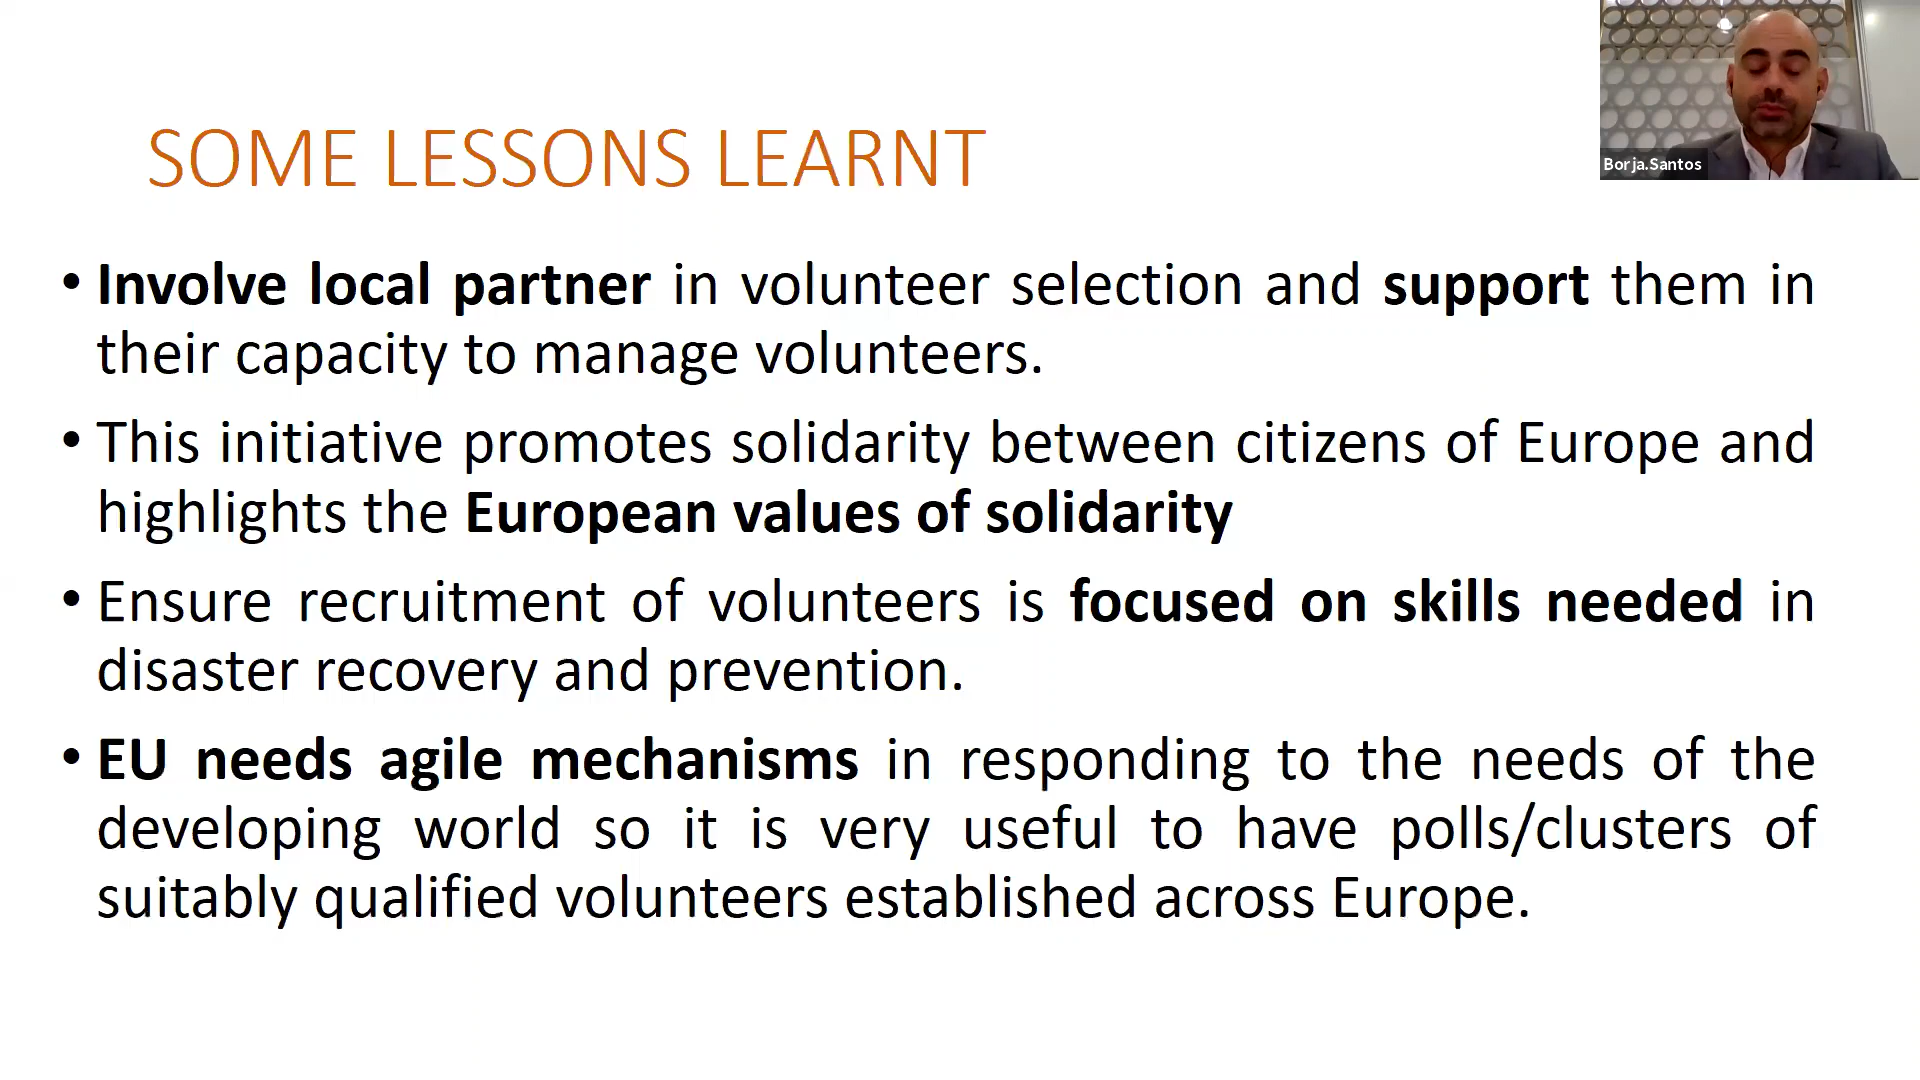 SOME LESSONS LEARNT
Borja.Santos
• Involve local partner in volunteer selection and support them in
their capacity to manage volunteers.
• This initiative promotes solidarity between citizens of Europe and
highlights the European values of solidarity
• Ensure recruitment of volunteers is focused on skills needed in
disaster recovery and prevention.
• EU needs agile mechanisms in responding to the needs of the
developing world so it is very useful to have polls/clusters of
suitably qualified volunteers established across Europe.